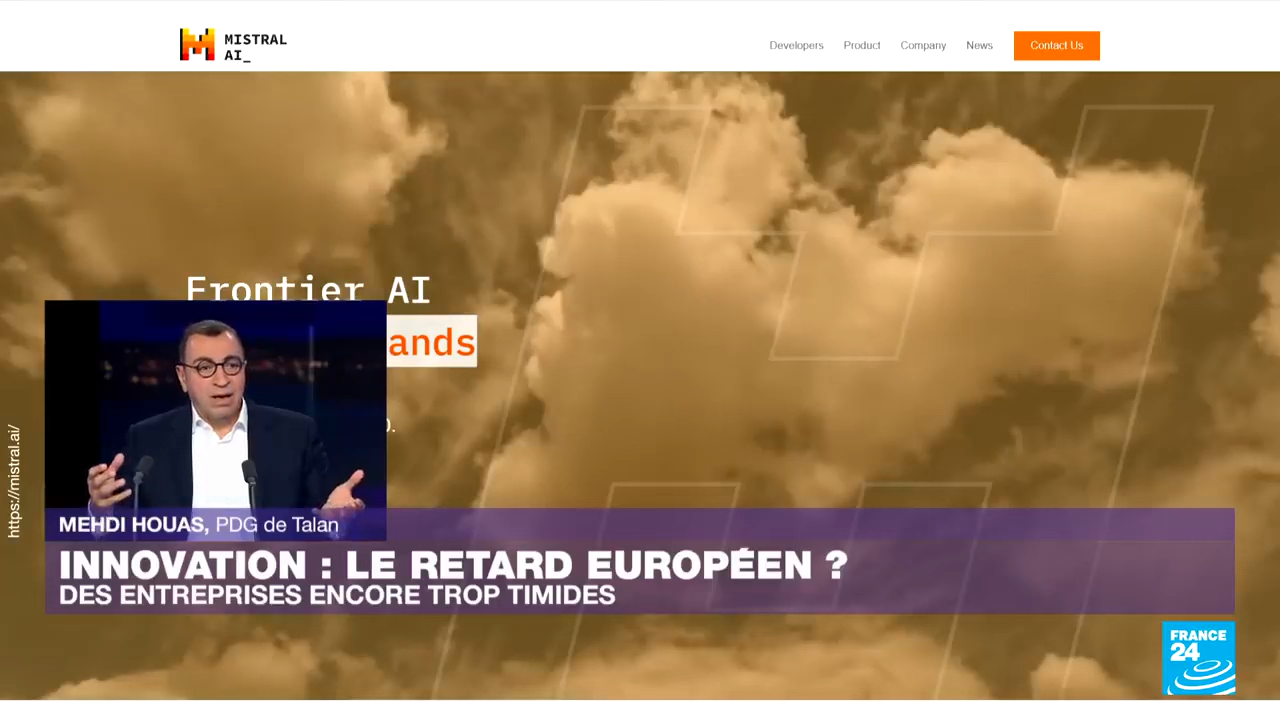 MISTRAL
AI_
Developers Product Company News Contact Us
Frontier AI
ands
https://mistral.ai/
MEHDI HOUAS, PDG de Talan
INNOVATION : LE RETARD EUROPÉEN ?
DES ENTREPRISES ENCORE TROP TIMIDES
FRANCE
24